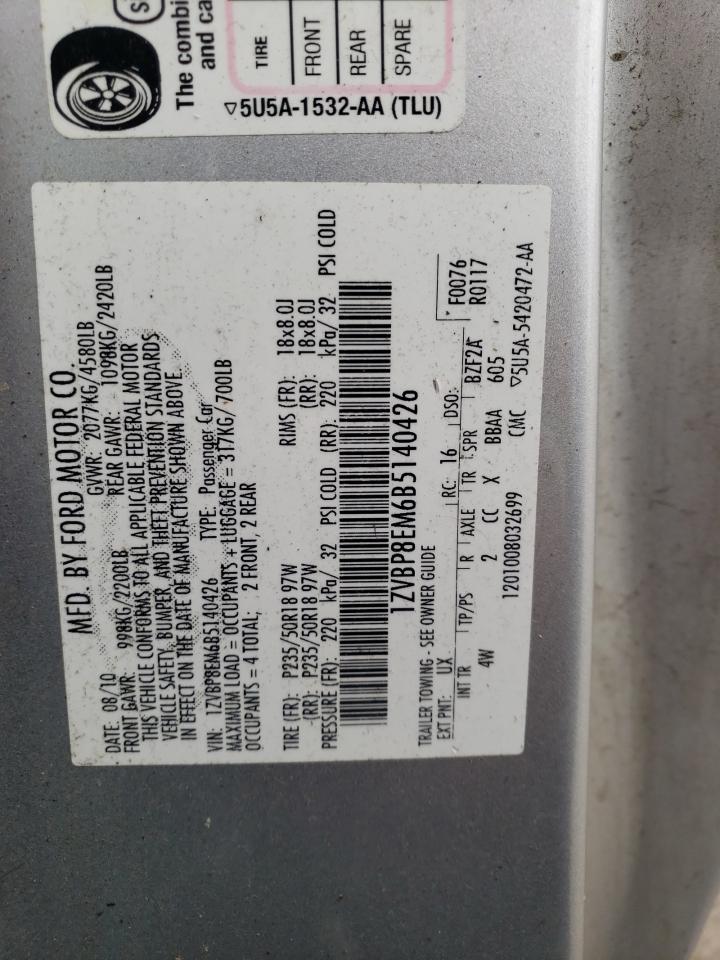 S
The combi
and ca
TIRE
FRONT
REAR
SPARE
▽5U5A-1532-AA (TLU)
MFD. BY FORD MOTOR CO.
DATE: 08/10 GVWR: 2077KG/4580LB
FRONT GAWR: 998KG/2200LB REAR GAWR: 1098KG/2420LB
THIS VEHICLE CONFORMS TO ALL APPLICABLE FEDERAL MOTOR
VEHICLE SAFETY, BUMPER, AND THEFT PREVENTION STANDARDS
IN EFFECT ON THE DATE OF MANUFACTURE SHOWN ABOVE.
VIN: 1ZVBP8EM6B5140426 TYPE: Passenger Car
MAXIMUM LOAD = OCCUPANTS + LUGGAGE = 317KG/ 700LB
OCCUPANTS = 4 TOTAL; 2 FRONT, 2 REAR
TIRE (FR): P235/50R18 97W RIMS (FR): 18x8.0J
(RR): P235/50R18 97W (RR): 18x8.0J
PRESSURE (FR): 220 kPa/ 32 PSI COLD (RR): 220 kPa/ 32 PSI COLD
1ZVBP8EM6B5140426
TRAILER TOWING - SEE OWNER GUIDE F0076
EXT PNT: UX RC: 16 DSO: R0117
INT TR TP/PS R AXLE TR SPR BZF2A
4W 2 CC X BBAA 605
1201008032699 CMC ▽5U5A-5420472-AA